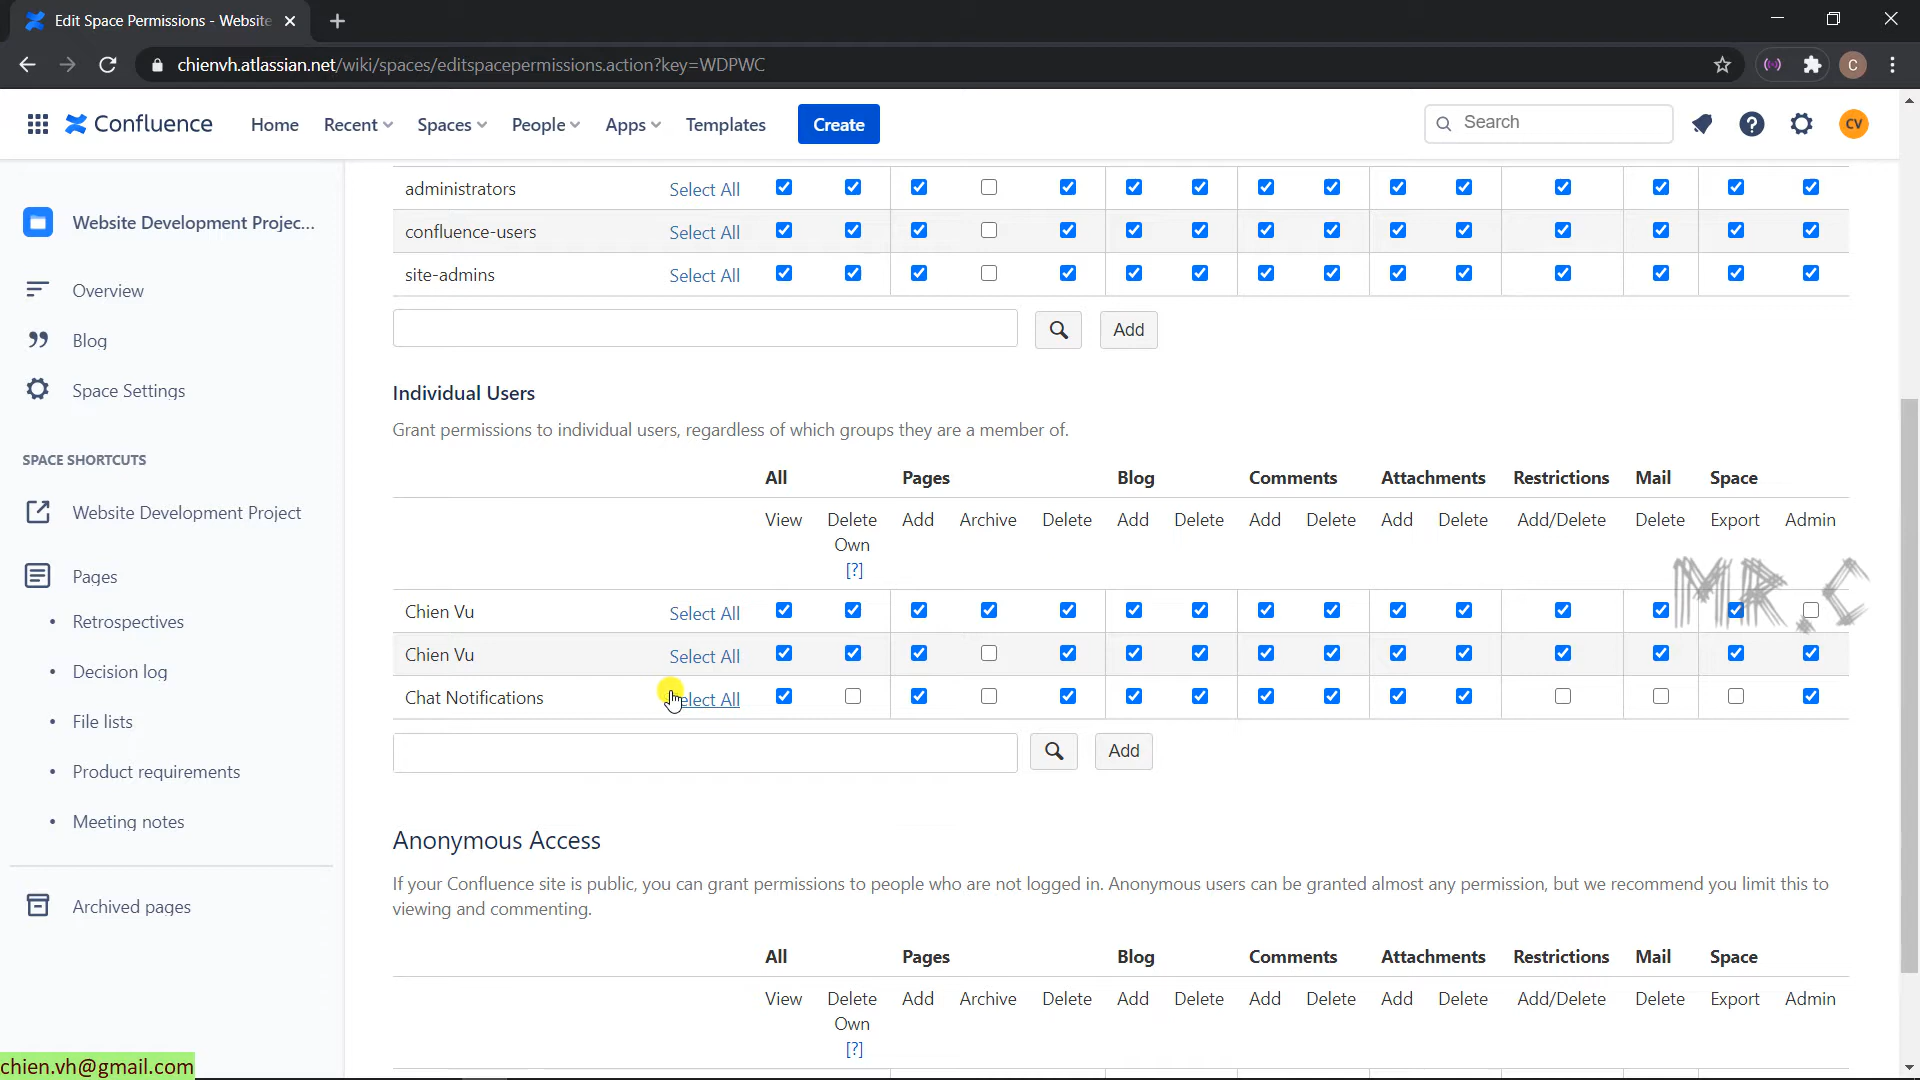 Edit Space Permissions - Website
chienvh.atlassian.net/wiki/spaces/editspacepermissions.action?key=WDPWC
C
Confluence
Home
Recent
Spaces
People
Apps
Templates
Create
Search
CV
Website Development Projec...
Overview
Blog
Space Settings
SPACE SHORTCUTS
Website Development Project
Pages
• Retrospectives
• Decision log
• File lists
• Product requirements
• Meeting notes
Archived pages
administrators Select All
confluence-users Select All
site-admins Select All
Add
Individual Users
Grant permissions to individual users, regardless of which groups they are a member of.
All Pages Blog Comments Attachments Restrictions Mail Space
View Delete Own [?] Add Archive Delete Add Delete Add Delete Add Delete Add/Delete Delete Export Admin
Chien Vu Select All
Chien Vu Select All
Chat Notifications Select All
Add
MR.C
Anonymous Access
If your Confluence site is public, you can grant permissions to people who are not logged in. Anonymous users can be granted almost any permission, but we recommend you limit this to
viewing and commenting.
All Pages Blog Comments Attachments Restrictions Mail Space
View Delete Own [?] Add Archive Delete Add Delete Add Delete Add Delete Add/Delete Delete Export Admin
chien.vh@gmail.com